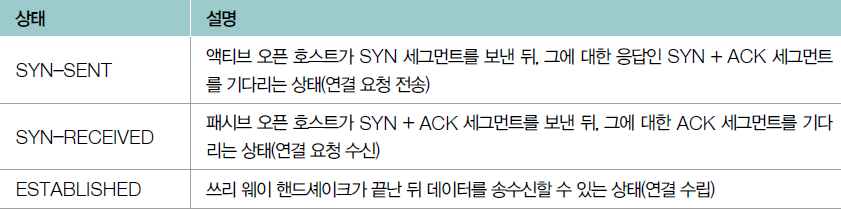 상태 설명
SYN-SENT 액티브 오픈 호스트가 SYN 세그먼트를 보낸 뒤, 그에 대한 응답인 SYN + ACK 세그먼트
를 기다리는 상태(연결 요청 전송)
SYN-RECEIVED 패시브 오픈 호스트가 SYN + ACK 세그먼트를 보낸 뒤, 그에 대한 ACK 세그먼트를 기다
리는 상태(연결 요청 수신)
ESTABLISHED 쓰리 웨이 핸드셰이크가 끝난 뒤 데이터를 송수신할 수 있는 상태(연결 수립)